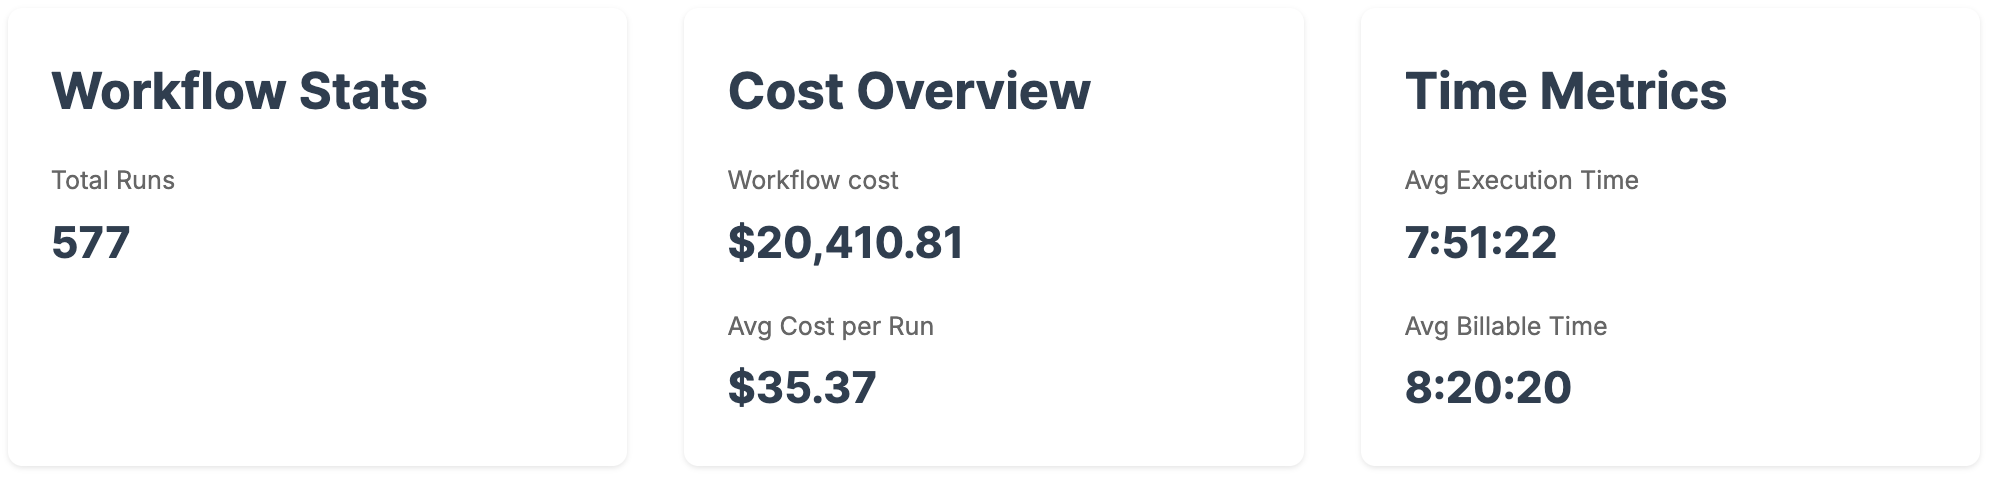 Workflow Stats
Total Runs
577
Cost Overview
Workflow cost
$20,410.81
Avg Cost per Run
$35.37
Time Metrics
Avg Execution Time
7:51:22
Avg Billable Time
8:20:20